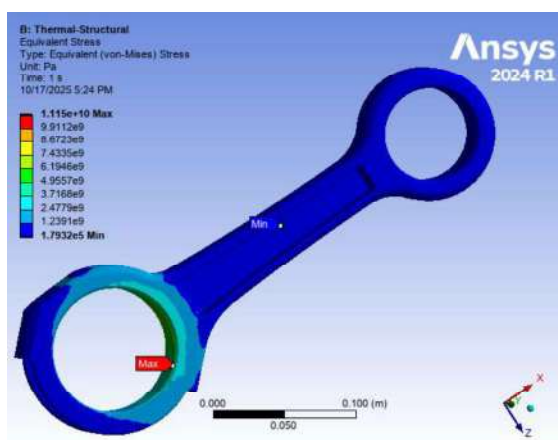 B: Thermal-Structural
Equivalent Stress
Type: Equivalent (von-Mises) Stress
Unit: Pa
Time: 1 s
10/17/2025 5:24 PM
Ansys
2024 R1
1.115e+10 Max
9.9112e9
8.6723e9
7.4335e9
6.1946e9
4.9557e9
3.7168e9
2.4779e9
1.2391e9
1.7932e5 Min
Min
Max
0.000
0.100 (m)
0.050
X
Y
Z